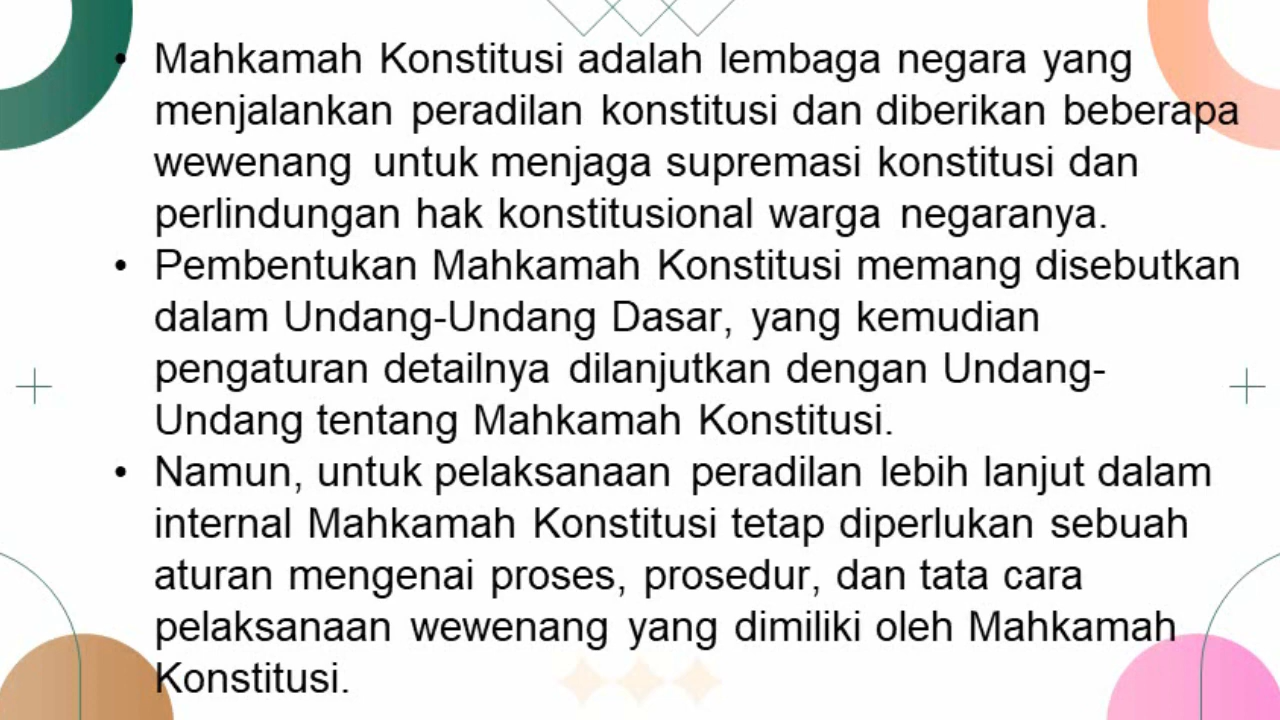 • Mahkamah Konstitusi adalah lembaga negara yang
menjalankan peradilan konstitusi dan diberikan beberapa
wewenang untuk menjaga supremasi konstitusi dan
perlindungan hak konstitusional warga negaranya.
• Pembentukan Mahkamah Konstitusi memang disebutkan
dalam Undang-Undang Dasar, yang kemudian
pengaturan detailnya dilanjutkan dengan Undang-
Undang tentang Mahkamah Konstitusi.
• Namun, untuk pelaksanaan peradilan lebih lanjut dalam
internal Mahkamah Konstitusi tetap diperlukan sebuah
aturan mengenai proses, prosedur, dan tata cara
pelaksanaan wewenang yang dimiliki oleh Mahkamah
Konstitusi.